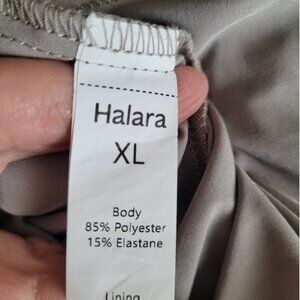 Halara
XL
Body
85% Polyester
15% Elastane
Lining